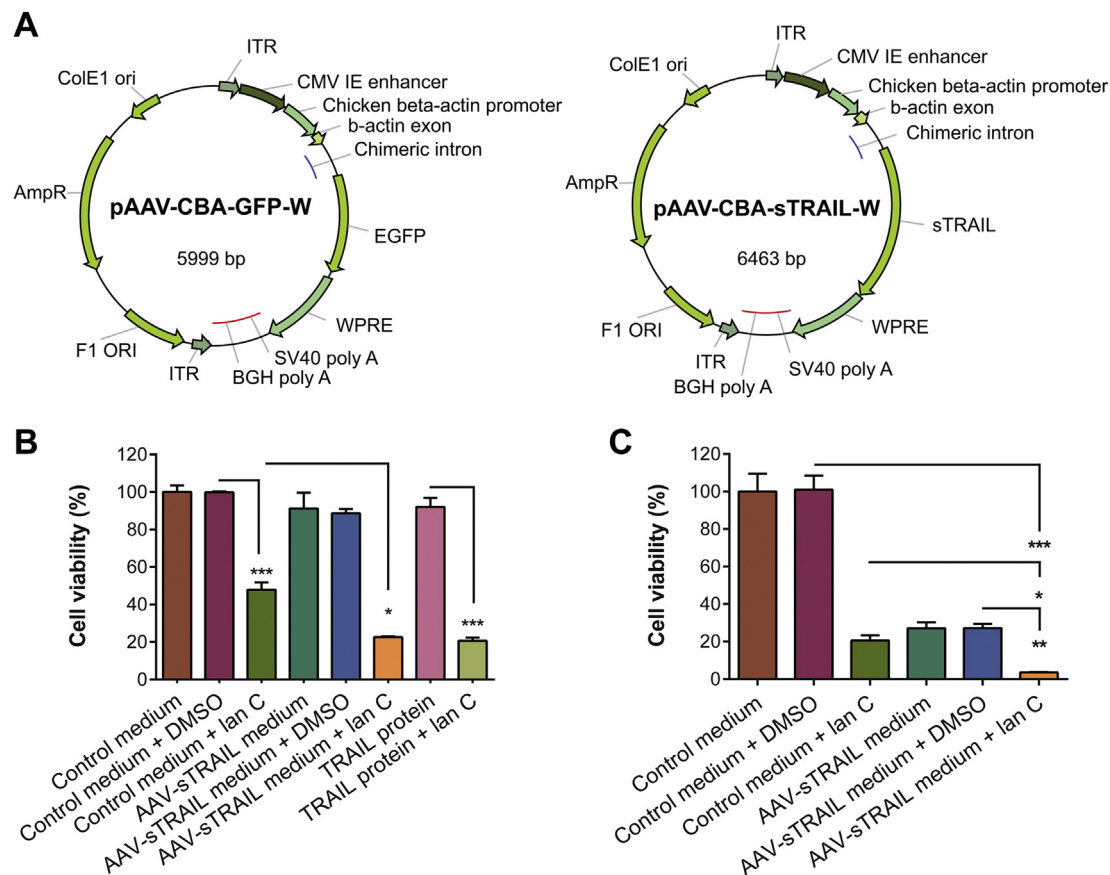 A
ITR
CMV IE enhancer
Chicken beta-actin promoter
b-actin exon
Chimeric intron
ColE1 ori
AmpR
pAAV-CBA-GFP-W
5999 bp
EGFP
WPRE
SV40 poly A
BGH poly A
ITR
F1 ORI
ITR
CMV IE enhancer
Chicken beta-actin promoter
b-actin exon
Chimeric intron
ColE1 ori
AmpR
pAAV-CBA-sTRAIL-W
6463 bp
sTRAIL
WPRE
SV40 poly A
BGH poly A
ITR
F1 ORI
B
Cell viability (%)
120
100
80
60
40
20
0
***
*
***
Control medium
Control medium + DMSO
Control medium + lan C
AAV-sTRAIL medium
AAV-sTRAIL medium + DMSO
AAV-sTRAIL medium + lan C
TRAIL protein
TRAIL protein + lan C
C
Cell viability (%)
120
100
80
60
40
20
0
***
*
**
Control medium
Control medium + DMSO
Control medium + lan C
AAV-sTRAIL medium
AAV-sTRAIL medium + DMSO
AAV-sTRAIL medium + lan C